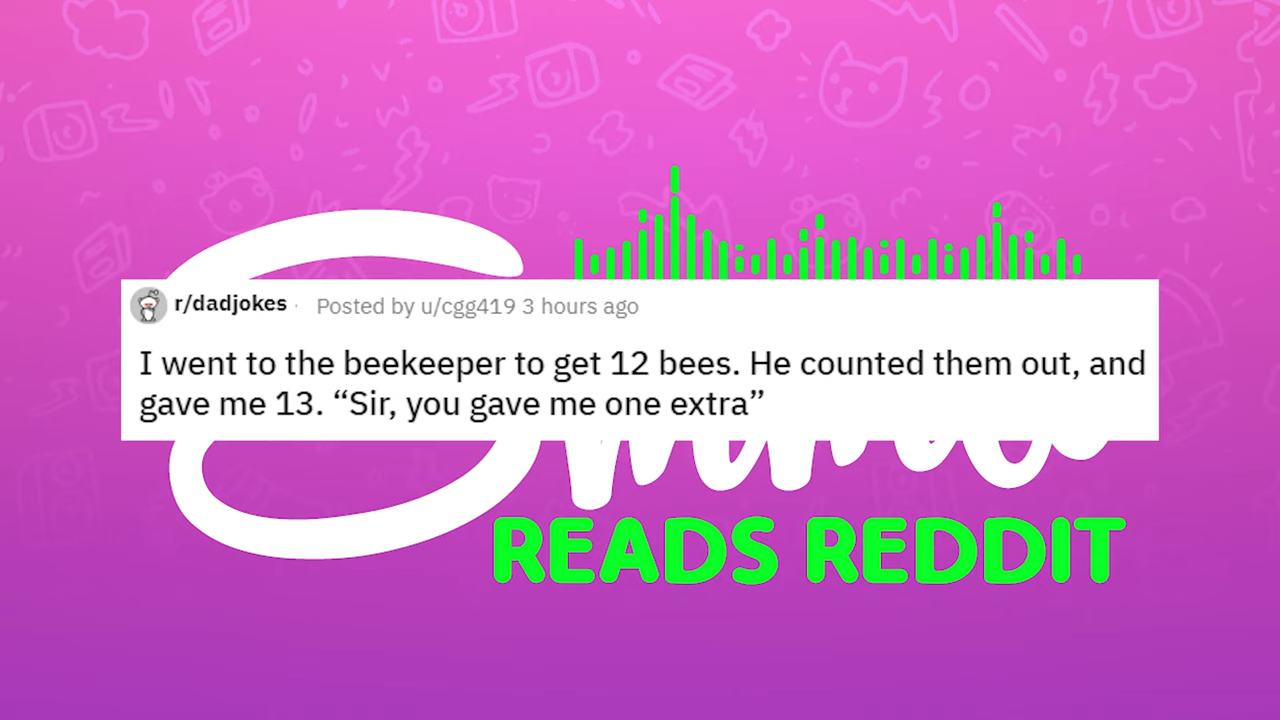 r/dadjokes · Posted by u/cgg419 3 hours ago
I went to the beekeeper to get 12 bees. He counted them out, and
gave me 13. “Sir, you gave me one extra”
READS REDDIT